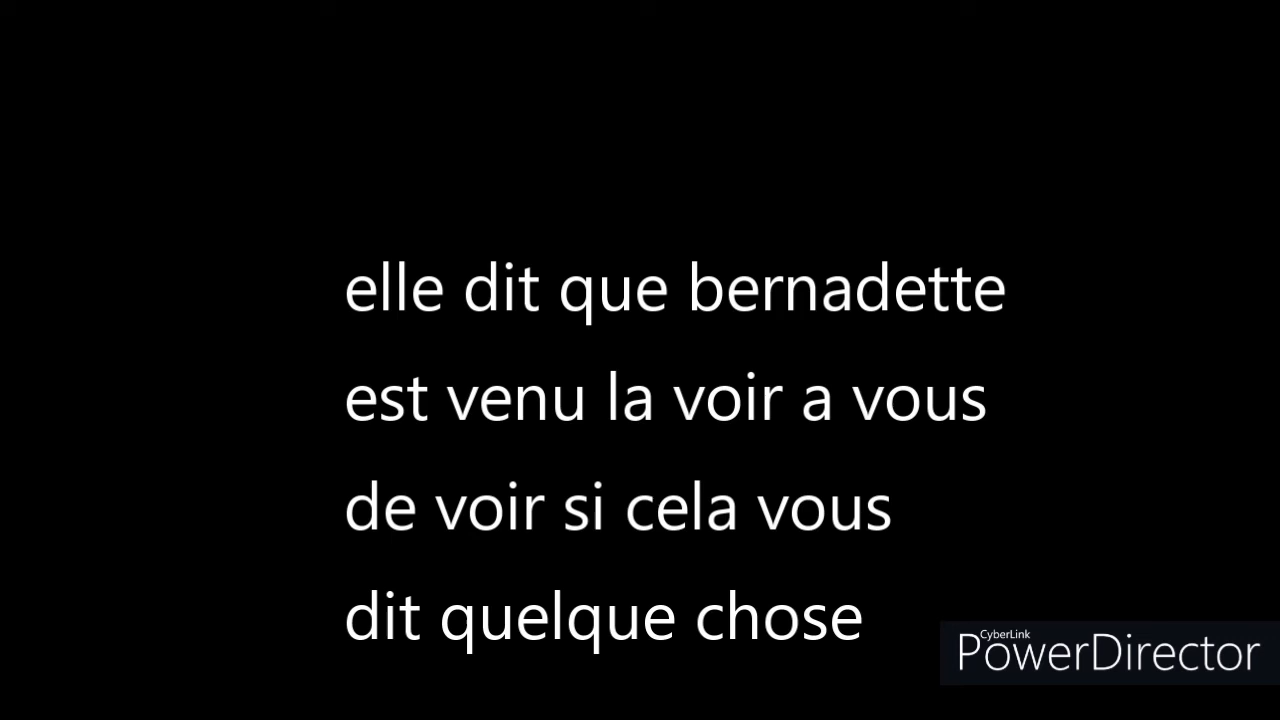 elle dit que bernadette
est venu la voir a vous
de voir si cela vous
dit quelque chose
CyberLink
PowerDirector